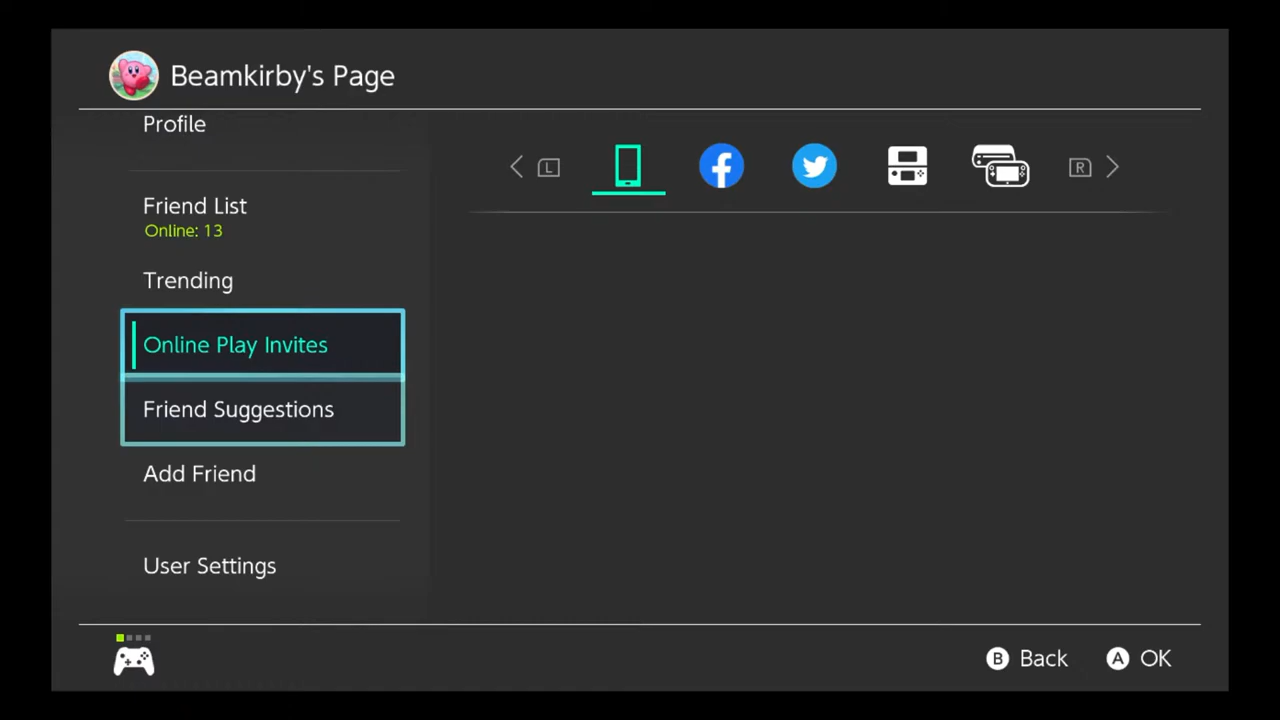 Beamkirby's Page
Profile
Friend List
Online: 13
Trending
Online Play Invites
Friend Suggestions
Add Friend
User Settings
L
f
R
B Back
A OK